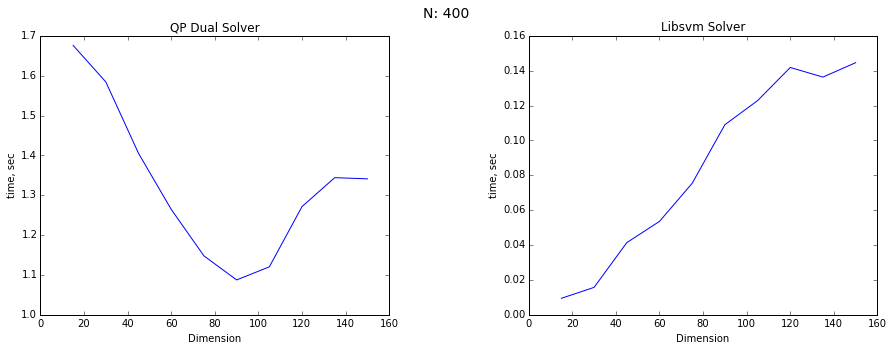 N: 400
QP Dual Solver
1.7
1.6
1.5
1.4
1.3
1.2
1.1
1.0
time, sec
0 20 40 60 80 100 120 140 160
Dimension
Libsvm Solver
0.16
0.14
0.12
0.10
0.08
0.06
0.04
0.02
0.00
time, sec
0 20 40 60 80 100 120 140 160
Dimension